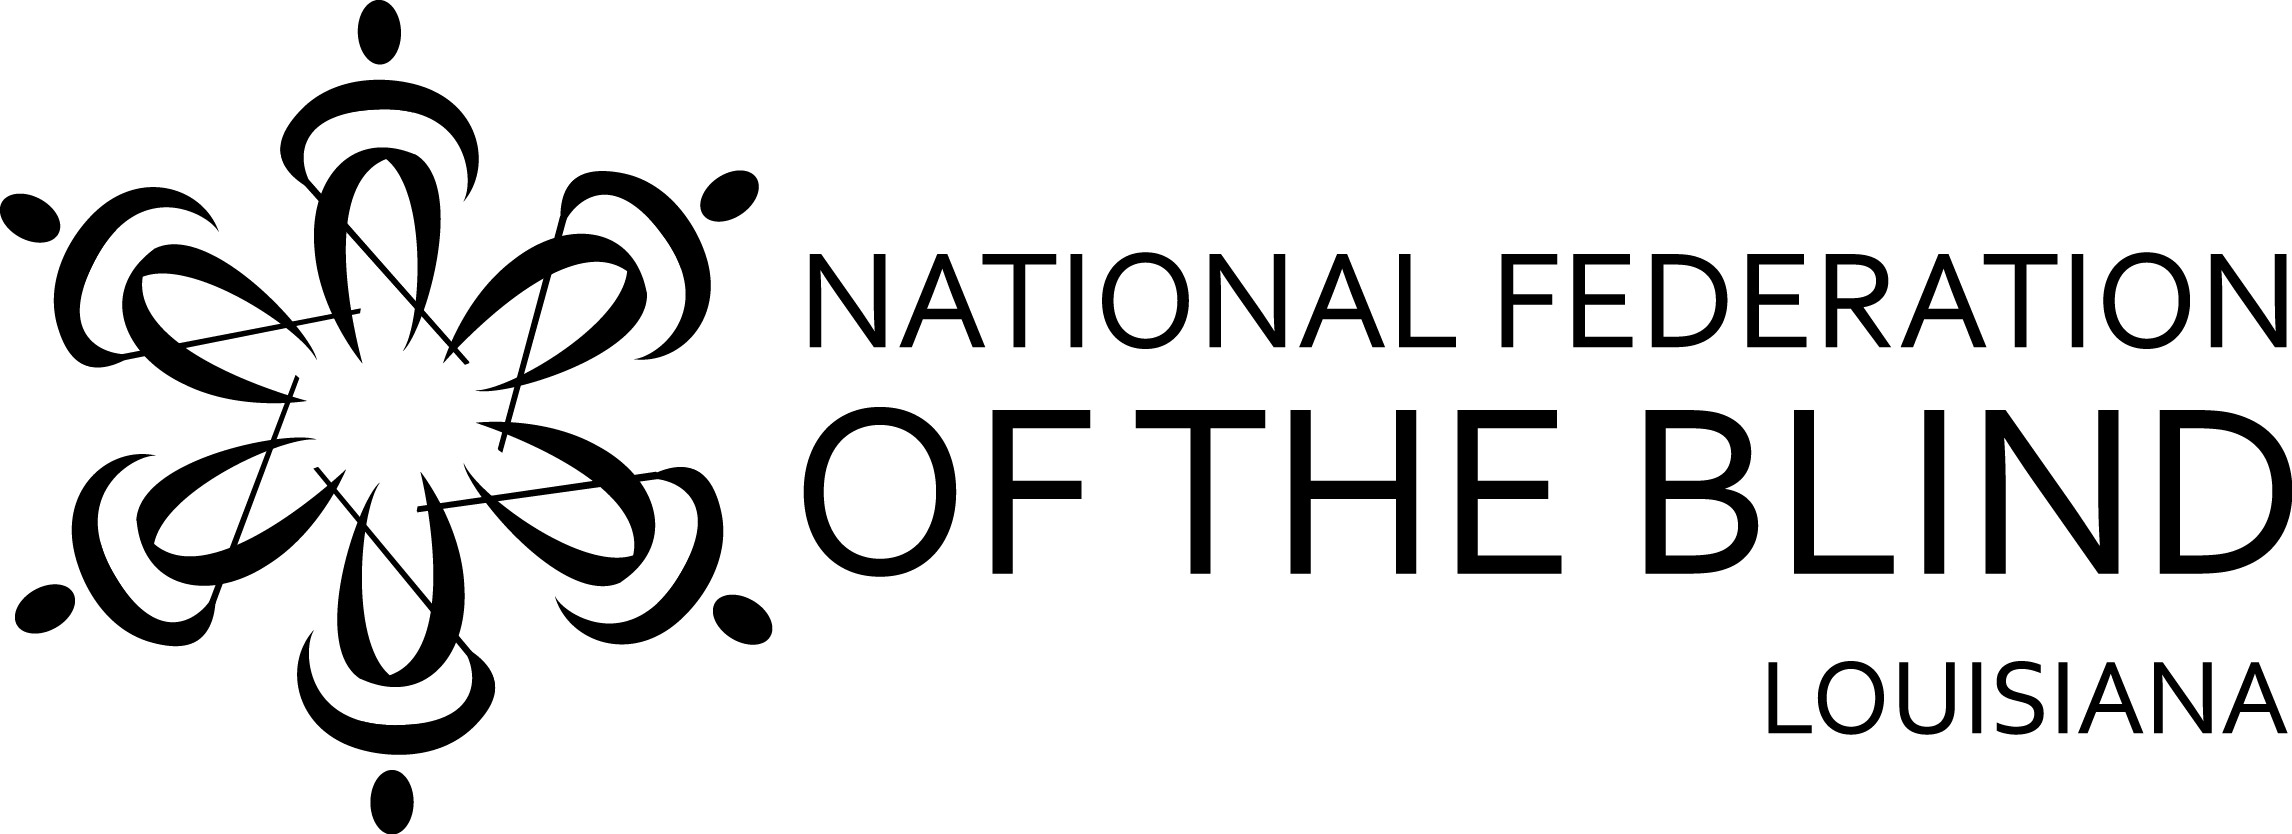 NATIONAL FEDERATION
OF THE BLIND
LOUISIANA